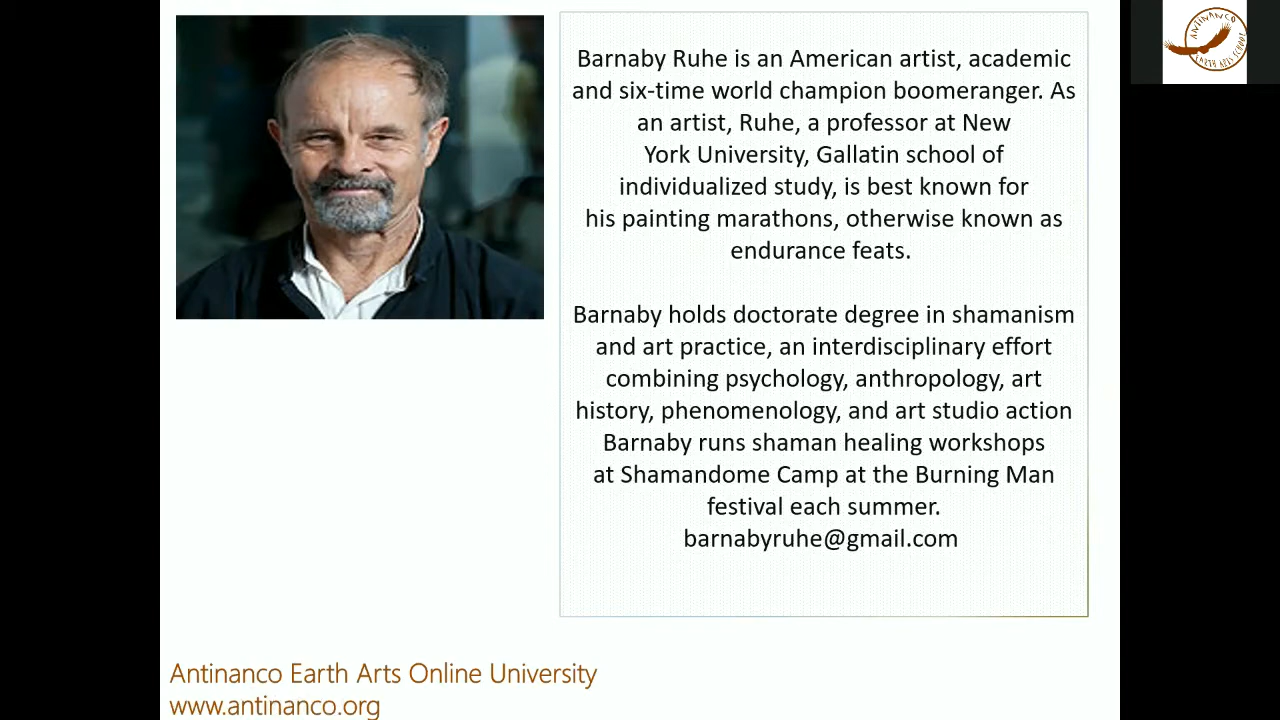 Barnaby Ruhe is an American artist, academic
and six-time world champion boomeranger. As
an artist, Ruhe, a professor at New
York University, Gallatin school of
individualized study, is best known for
his painting marathons, otherwise known as
endurance feats.
Barnaby holds doctorate degree in shamanism
and art practice, an interdisciplinary effort
combining psychology, anthropology, art
history, phenomenology, and art studio action
Barnaby runs shaman healing workshops
at Shamandome Camp at the Burning Man
festival each summer.
barnabyruhe@gmail.com
Antinanco Earth Arts Online University
www.antinanco.org
ANTINANCO
EARTH ARTS SCHOOL